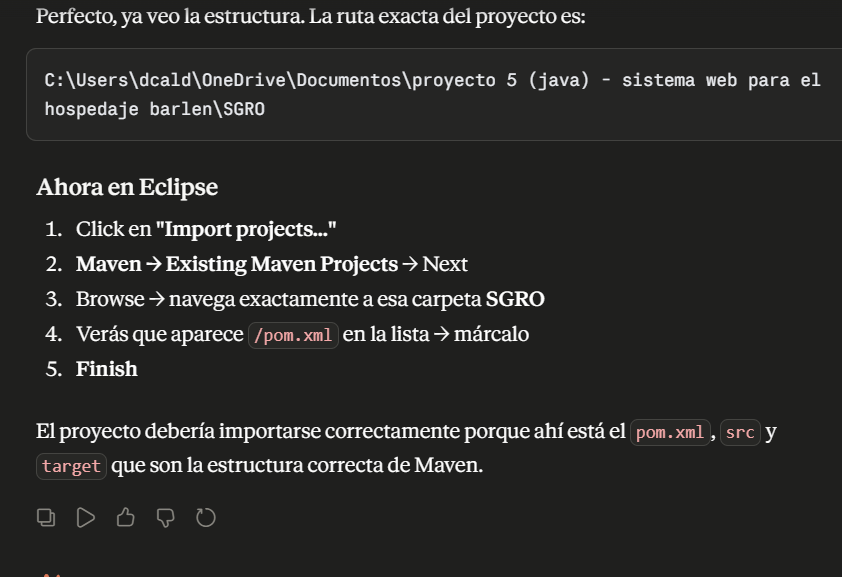 Perfecto, ya veo la estructura. La ruta exacta del proyecto es:
C:\Users\dcald\OneDrive\Documentos\proyecto 5 (java) - sistema web para el
hospedaje barlen\SGRO
Ahora en Eclipse
1. Click en "Import projects..."
2. Maven → Existing Maven Projects → Next
3. Browse → navega exactamente a esa carpeta SGRO
4. Verás que aparece /pom.xml en la lista → márcalo
5. Finish
El proyecto debería importarse correctamente porque ahí está el pom.xml, src y
target que son la estructura correcta de Maven.